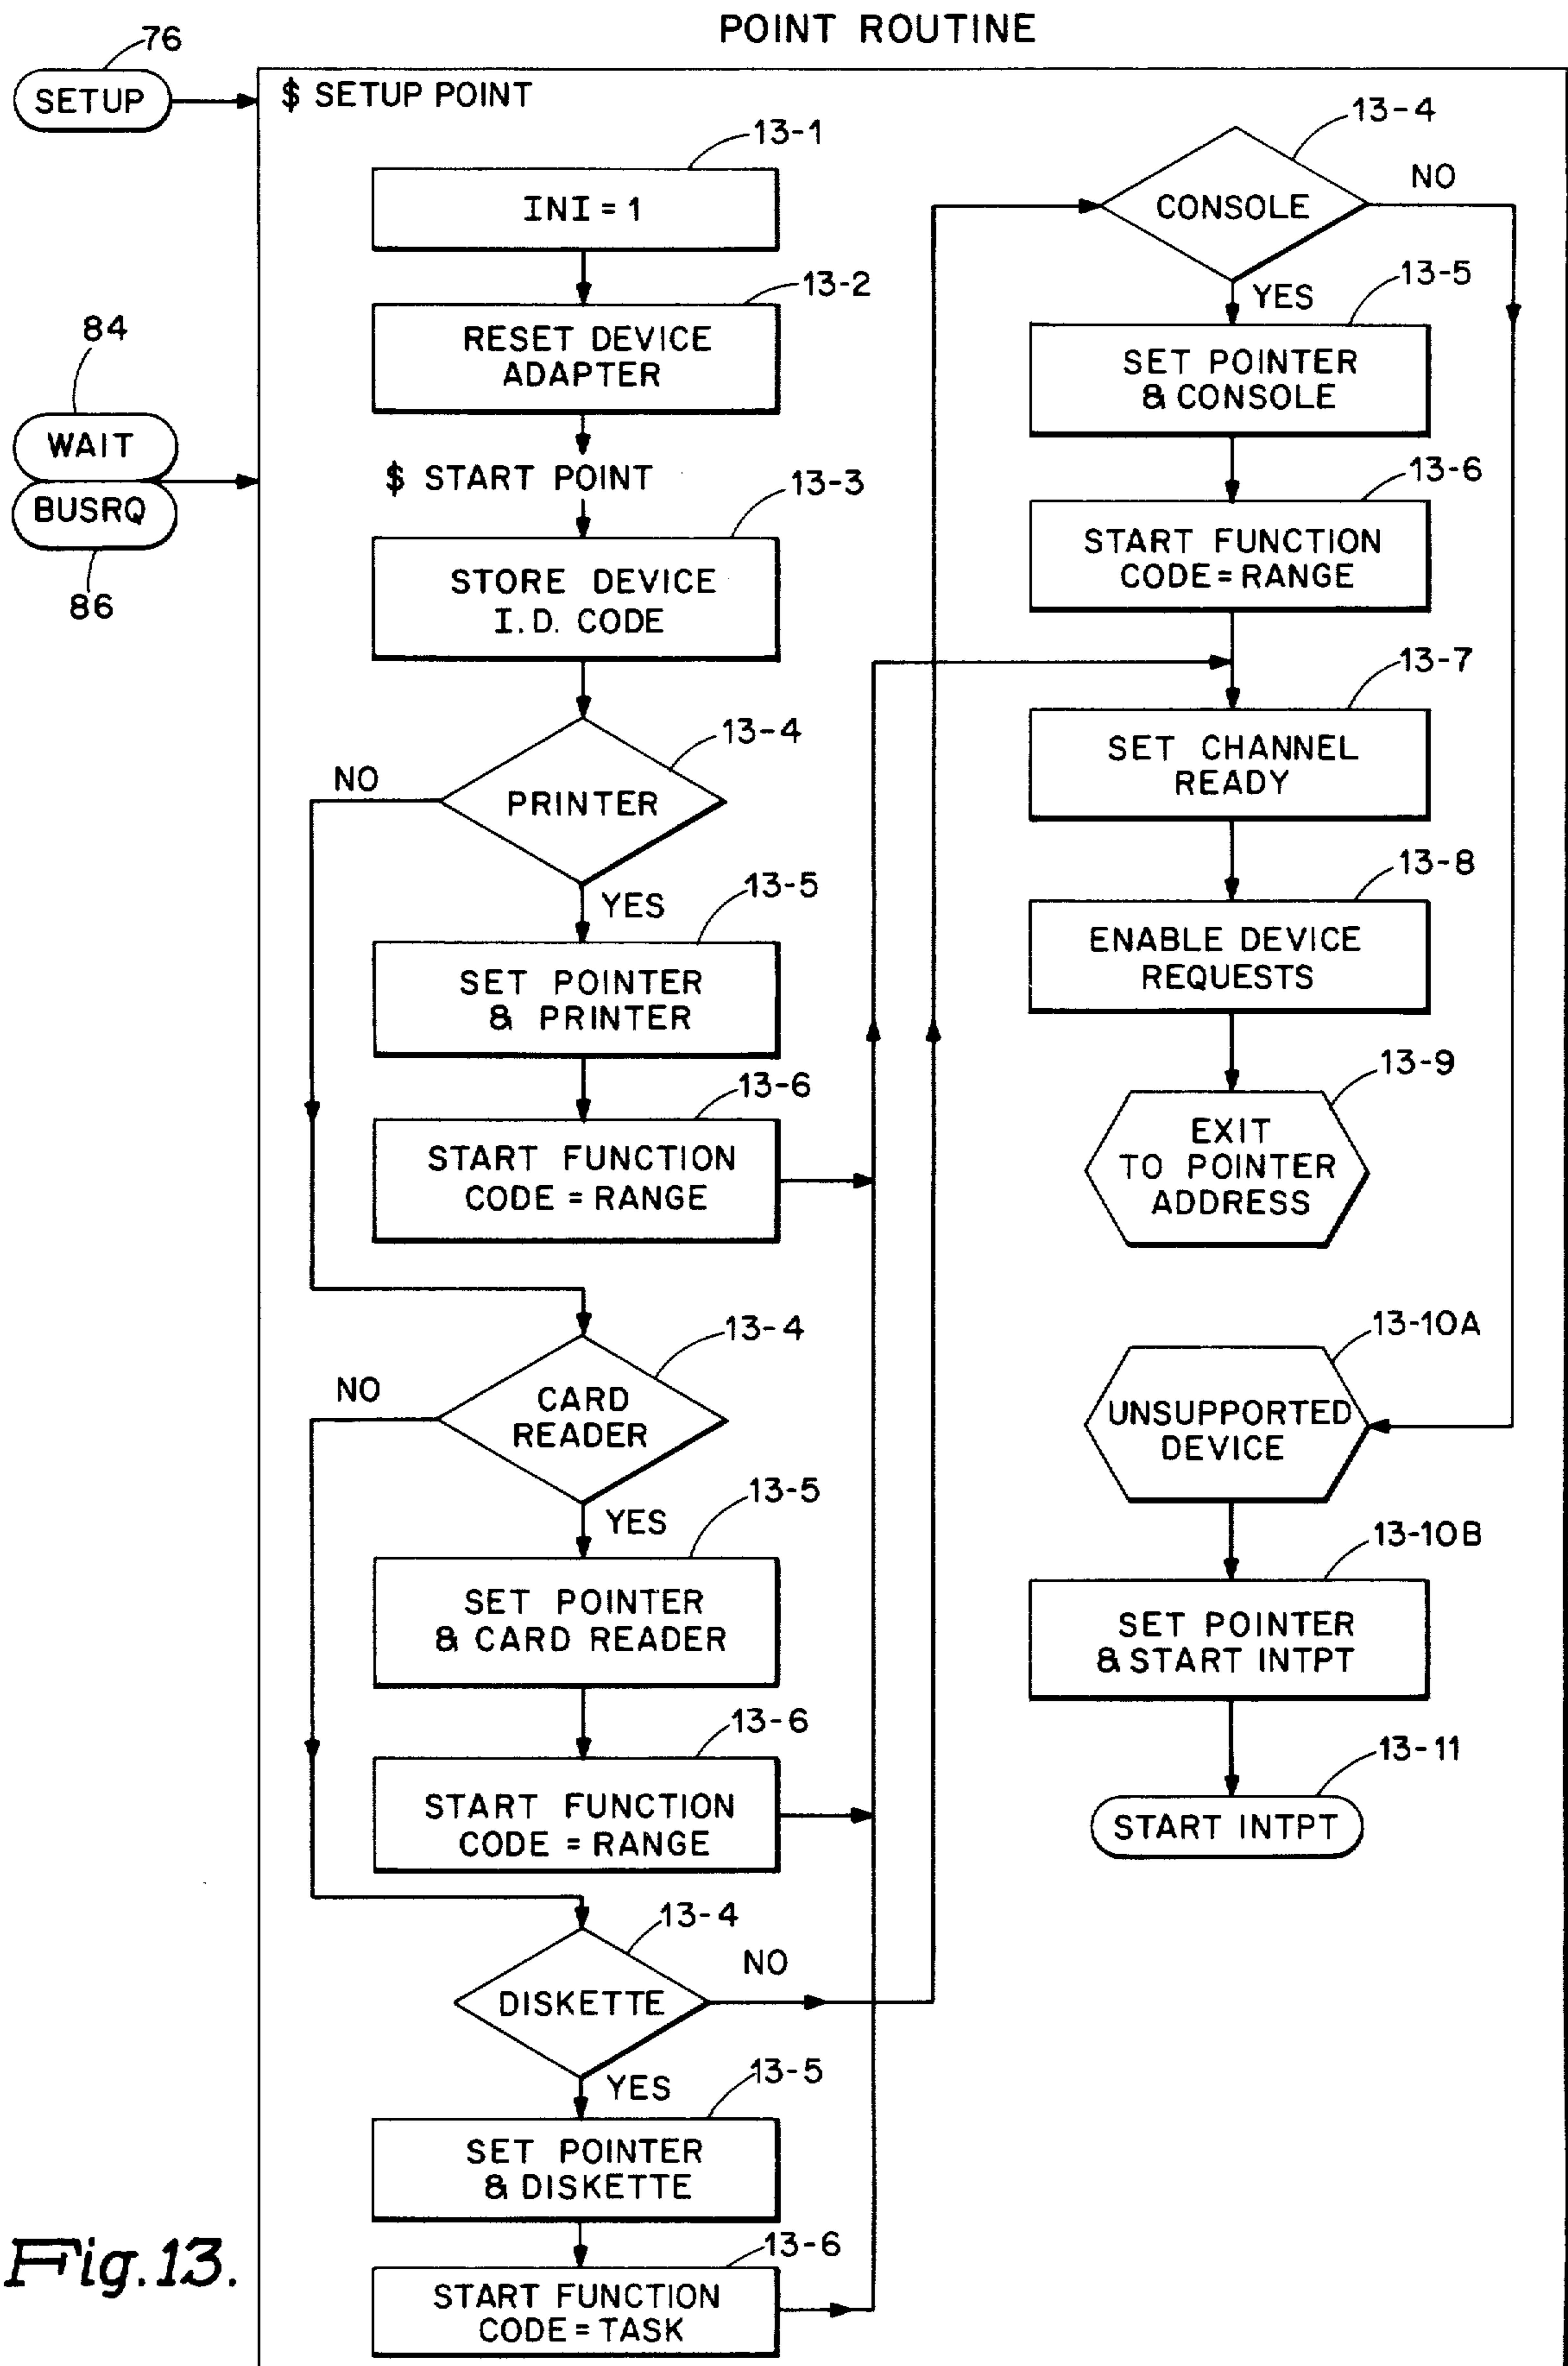 POINT ROUTINE
76
SETUP
$ SETUP POINT
13-1
INI = 1
13-2
RESET DEVICE
ADAPTER
84
WAIT
BUSRQ
86
$ START POINT
13-3
STORE DEVICE
I.D. CODE
13-4
PRINTER
NO
YES
13-5
SET POINTER
& PRINTER
13-6
START FUNCTION
CODE = RANGE
13-4
CARD
READER
NO
YES
13-5
SET POINTER
& CARD READER
13-6
START FUNCTION
CODE = RANGE
13-4
DISKETTE
NO
YES
13-5
SET POINTER
& DISKETTE
13-6
START FUNCTION
CODE = TASK
13-4
CONSOLE
NO
YES
13-5
SET POINTER
& CONSOLE
13-6
START FUNCTION
CODE = RANGE
13-7
SET CHANNEL
READY
13-8
ENABLE DEVICE
REQUESTS
13-9
EXIT
TO POINTER
ADDRESS
13-10A
UNSUPPORTED
DEVICE
13-10B
SET POINTER
& START INTPT
13-11
START INTPT
Fig. 13.